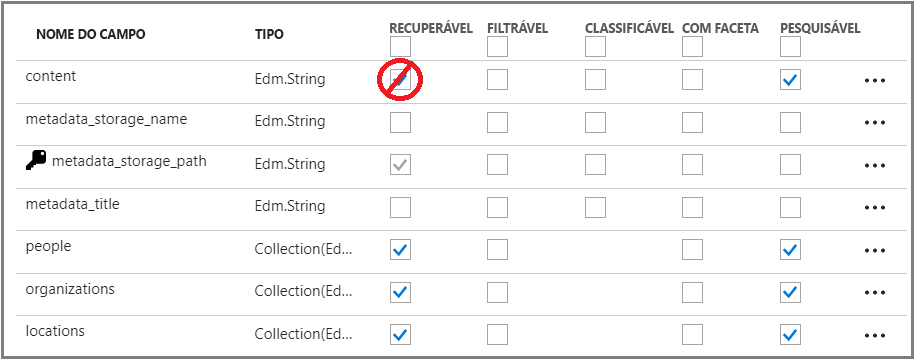 NOME DO CAMPO TIPO RECUPERÁVEL FILTRÁVEL CLASSIFICÁVEL COM FACETA PESQUISÁVEL
content Edm.String
metadata_storage_name Edm.String
metadata_storage_path Edm.String
metadata_title Edm.String
people Collection(Ed...
organizations Collection(Ed...
locations Collection(Ed...